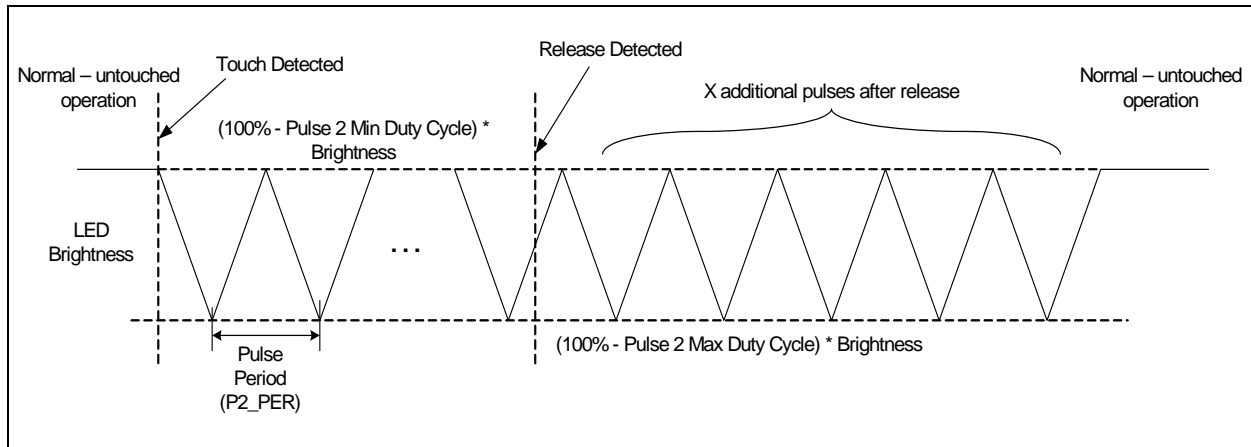 Normal – untouched
operation
Touch Detected
Release Detected
X additional pulses after release
Normal – untouched
operation
(100% - Pulse 2 Min Duty Cycle) *
Brightness
LED
Brightness
...
(100% - Pulse 2 Max Duty Cycle) * Brightness
Pulse
Period
(P2_PER)